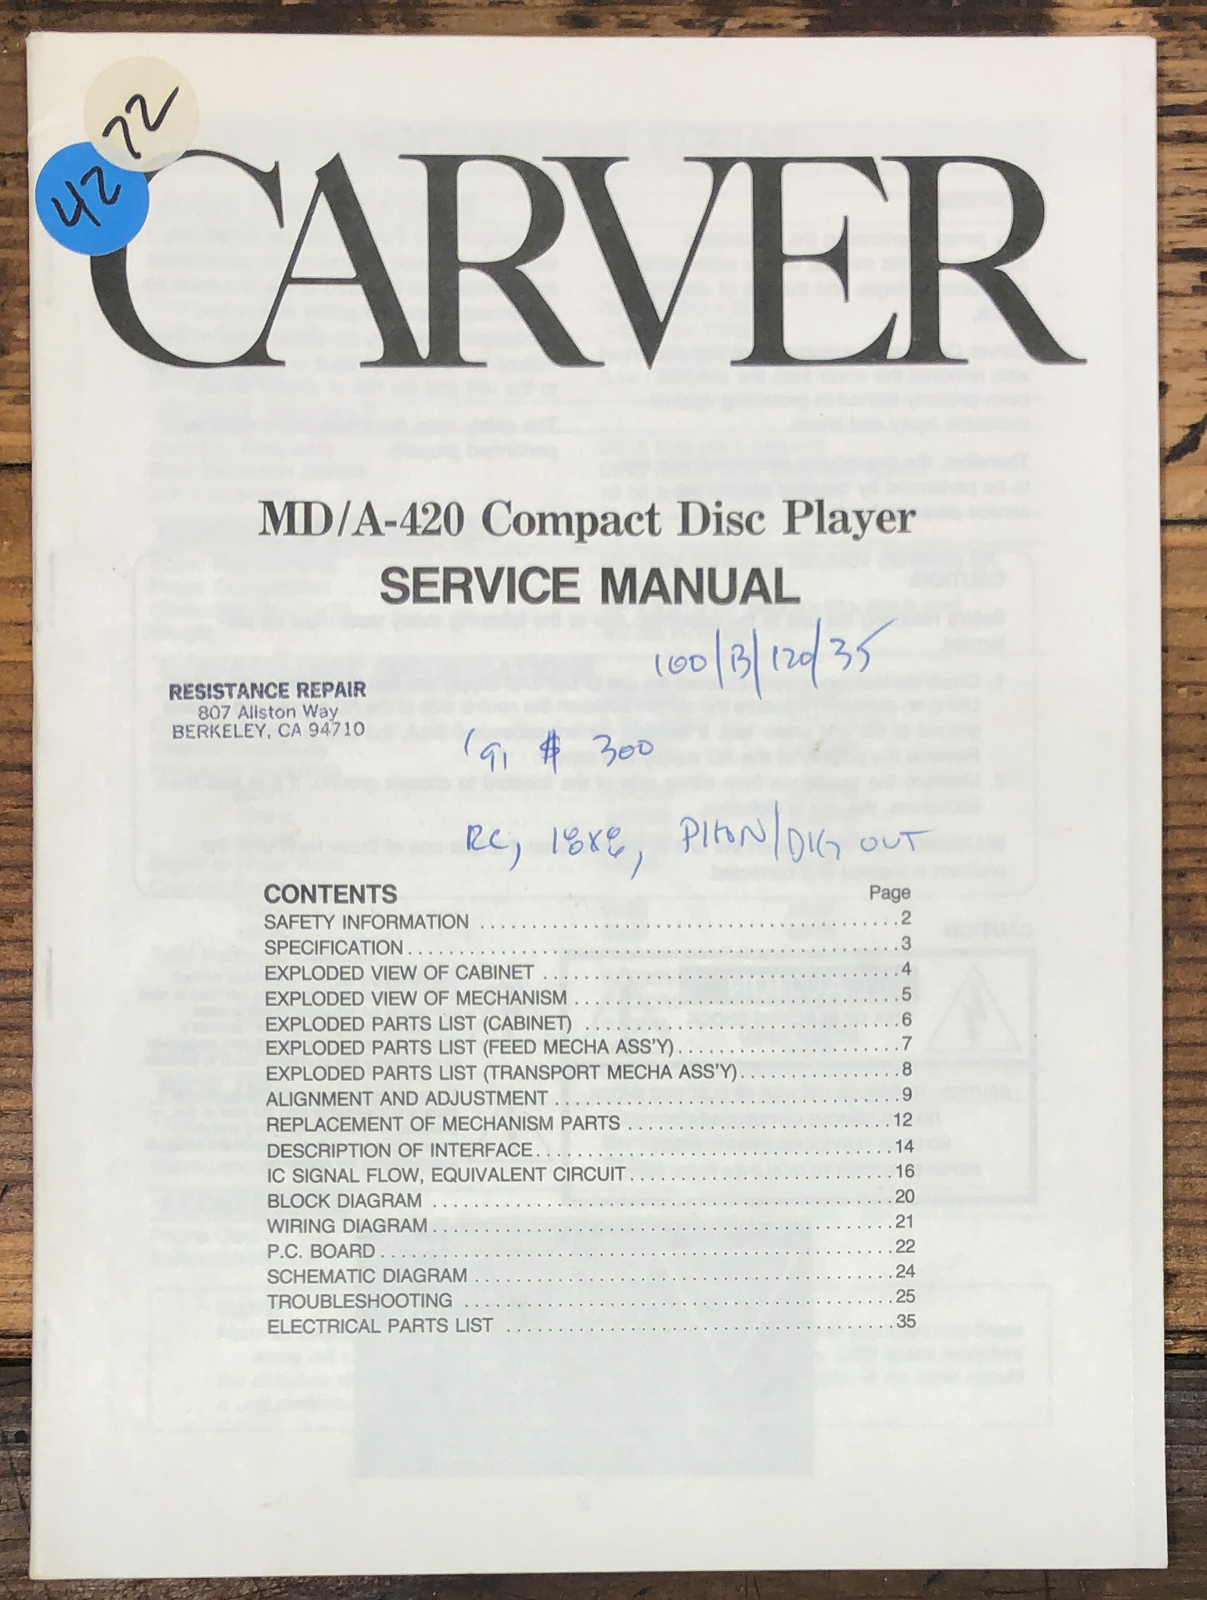 72
42
CARVER
MD/A-420 Compact Disc Player
SERVICE MANUAL
100/13/120/35
RESISTANCE REPAIR
807 Allston Way
BERKELEY, CA 94710
'91 $ 300
RC, 18x8, PHON/DIG OUT
CONTENTS Page
SAFETY INFORMATION ........................................ 2
SPECIFICATION ........................................ 3
EXPLODED VIEW OF CABINET ........................................ 4
EXPLODED VIEW OF MECHANISM ........................................ 5
EXPLODED PARTS LIST (CABINET) ........................................ 6
EXPLODED PARTS LIST (FEED MECHA ASS'Y) ........................................ 7
EXPLODED PARTS LIST (TRANSPORT MECHA ASS'Y) ........................................ 8
ALIGNMENT AND ADJUSTMENT ........................................ 9
REPLACEMENT OF MECHANISM PARTS ........................................ 12
DESCRIPTION OF INTERFACE ........................................ 14
IC SIGNAL FLOW, EQUIVALENT CIRCUIT ........................................ 16
BLOCK DIAGRAM ........................................ 20
WIRING DIAGRAM ........................................ 21
P.C. BOARD ........................................ 22
SCHEMATIC DIAGRAM ........................................ 24
TROUBLESHOOTING ........................................ 25
ELECTRICAL PARTS LIST ........................................ 35